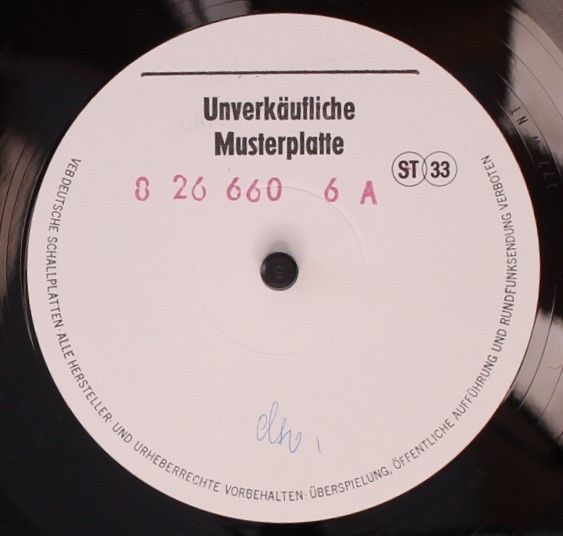 Unverkäufliche
Musterplatte
ST 33
8 26 660 6 A
VEB DEUTSCHE SCHALLPLATTEN·ALLE HERSTELLER- UND URHEBERRECHTE VORBEHALTEN·ÜBERSPIELUNG, ÖFFENTLICHE AUFFÜHRUNG UND RUNDFUNKSENDUNG VERBOTEN